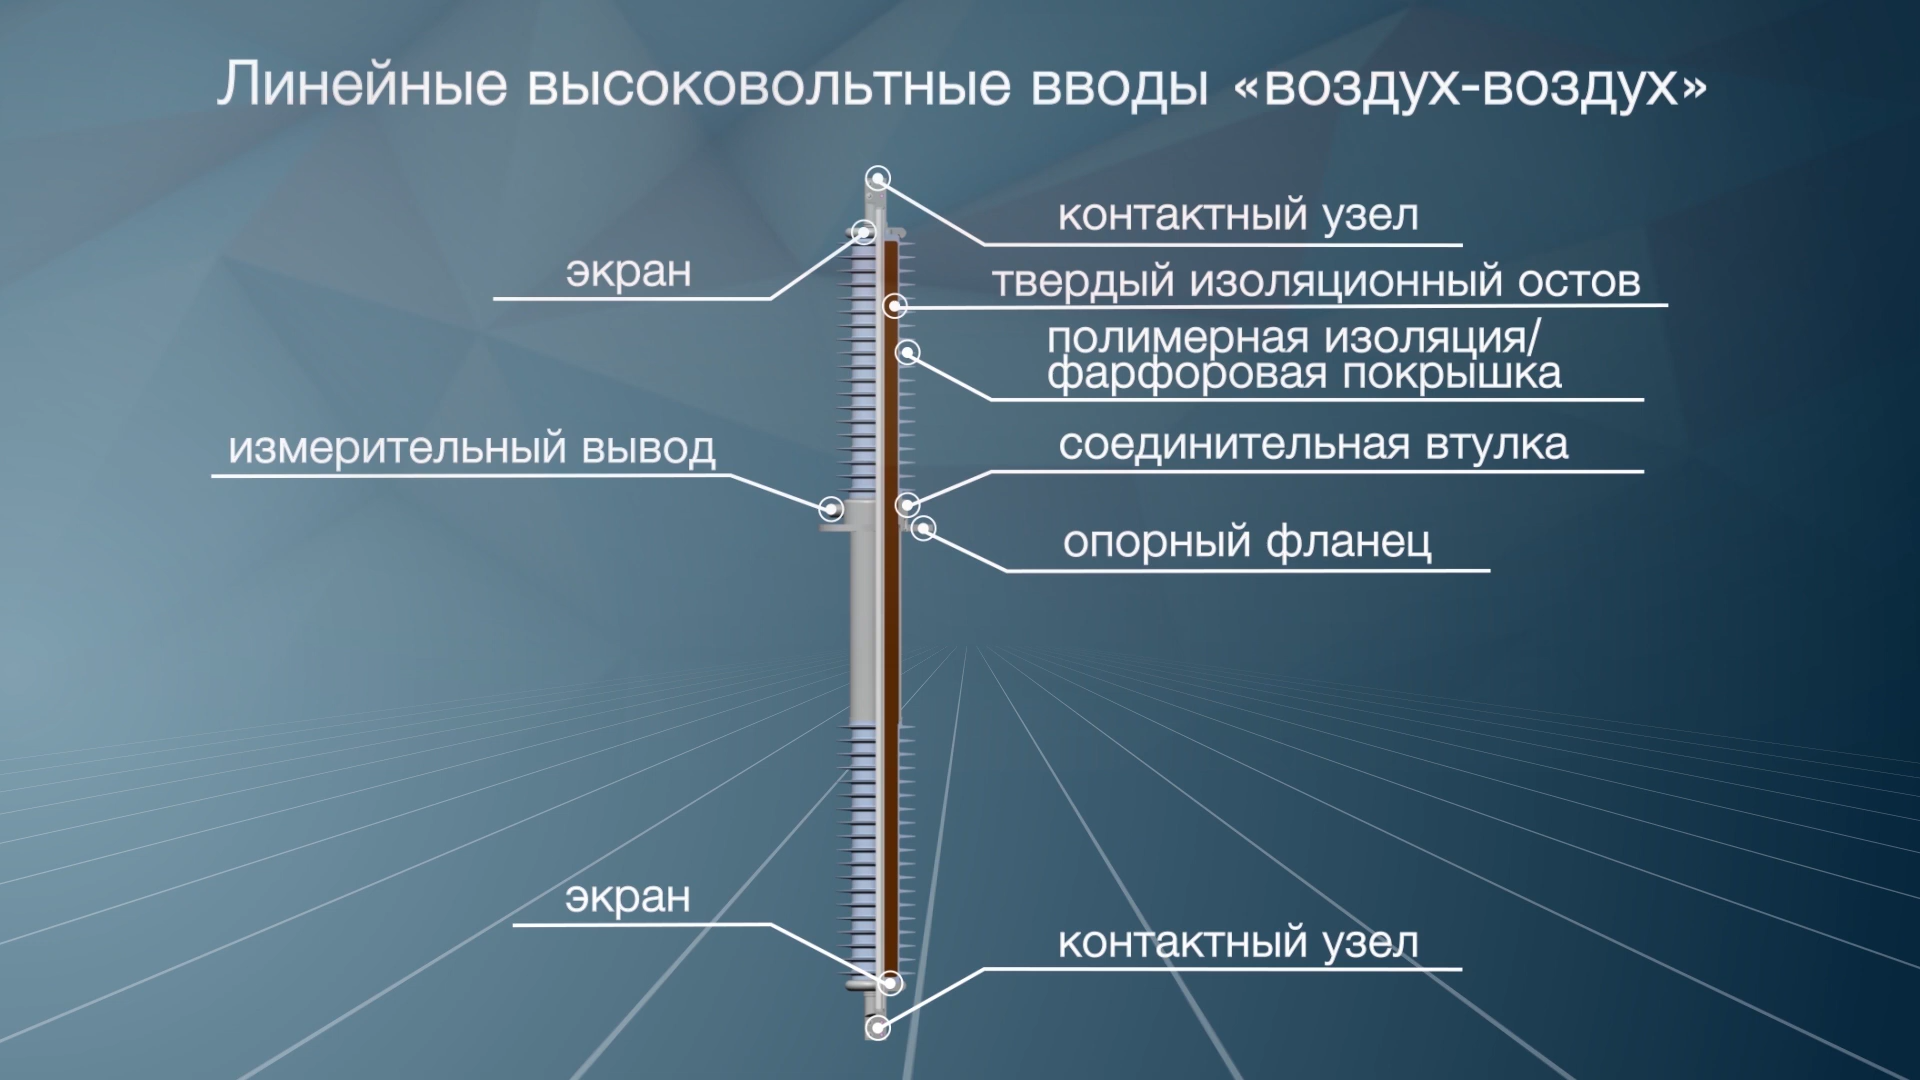 Линейные высоковольтные вводы «воздух-воздух»
контактный узел
экран
твердый изоляционный остов
полимерная изоляция/
фарфоровая покрышка
измерительный вывод
соединительная втулка
опорный фланец
экран
контактный узел